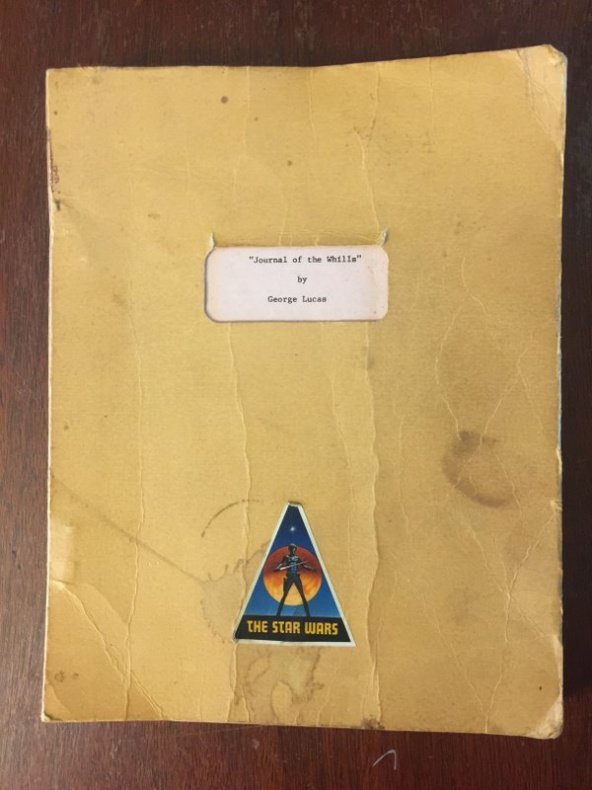 "Journal of the Whills"
by
George Lucas
THE STAR WARS